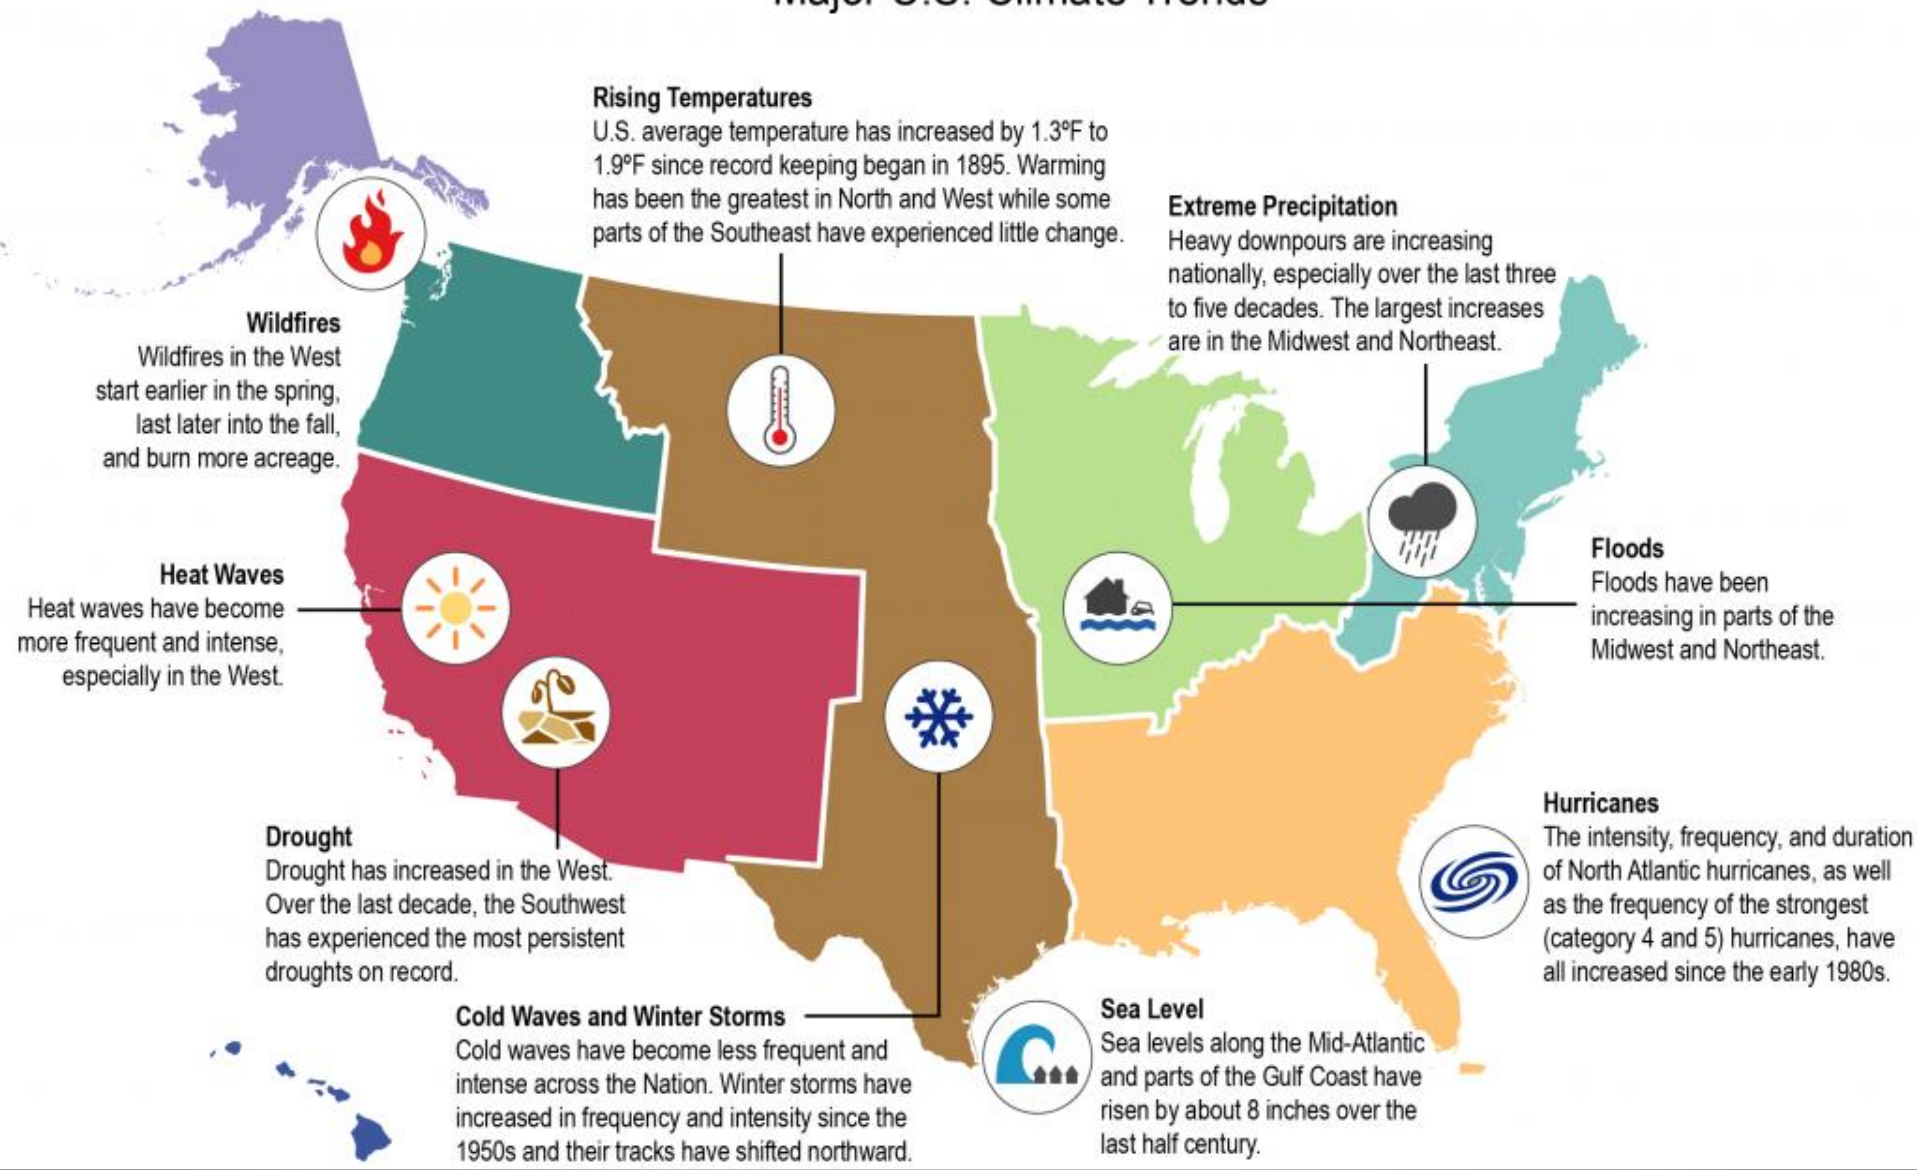 Major U.S. Climate Trends
Rising Temperatures
U.S. average temperature has increased by 1.3ºF to
1.9ºF since record keeping began in 1895. Warming
has been the greatest in North and West while some
parts of the Southeast have experienced little change.
Extreme Precipitation
Heavy downpours are increasing
nationally, especially over the last three
to five decades. The largest increases
are in the Midwest and Northeast.
Wildfires
Wildfires in the West
start earlier in the spring,
last later into the fall,
and burn more acreage.
Heat Waves
Heat waves have become
more frequent and intense,
especially in the West.
Floods
Floods have been
increasing in parts of the
Midwest and Northeast.
Drought
Drought has increased in the West.
Over the last decade, the Southwest
has experienced the most persistent
droughts on record.
Hurricanes
The intensity, frequency, and duration
of North Atlantic hurricanes, as well
as the frequency of the strongest
(category 4 and 5) hurricanes, have
all increased since the early 1980s.
Cold Waves and Winter Storms
Cold waves have become less frequent and
intense across the Nation. Winter storms have
increased in frequency and intensity since the
1950s and their tracks have shifted northward.
Sea Level
Sea levels along the Mid-Atlantic
and parts of the Gulf Coast have
risen by about 8 inches over the
last half century.